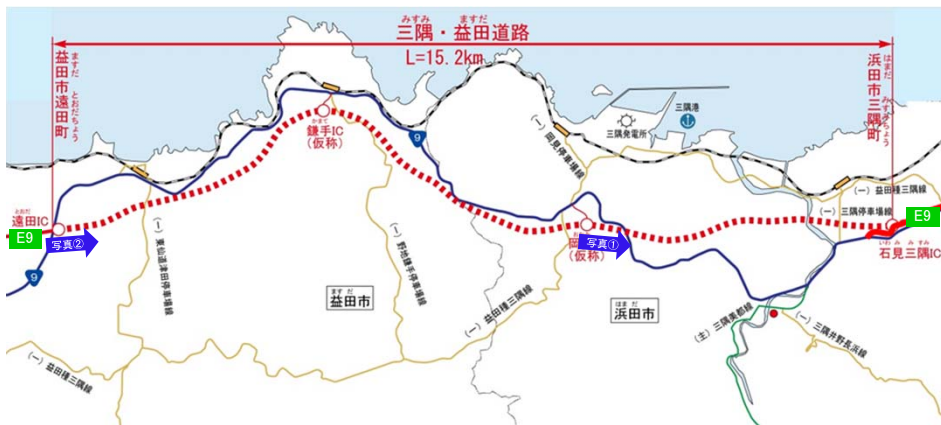 みすみ ますだ
三隅・益田道路
L=15.2km
ますだ とおだちょう
益田市遠田町
はまだ みすみちょう
浜田市三隅町
かまて
鎌手IC
(仮称)
9
三隅港
三隅発電所
(一)岡見停車場線
(一)益田種三隅線
(一)三隅停車場線
とおだ
遠田IC
E9
写真②
9
(一)東仙道津田停車場線
(一)野地鎌手停車場線
ますだ
益田市
岡
(仮称)
写真①
はまだ
浜田市
E9
いわみ みすみ
石見三隅IC
(一)益田種三隅線
(主)三隅美都線
(一)三隅井野長浜線
(一)益田種三隅線